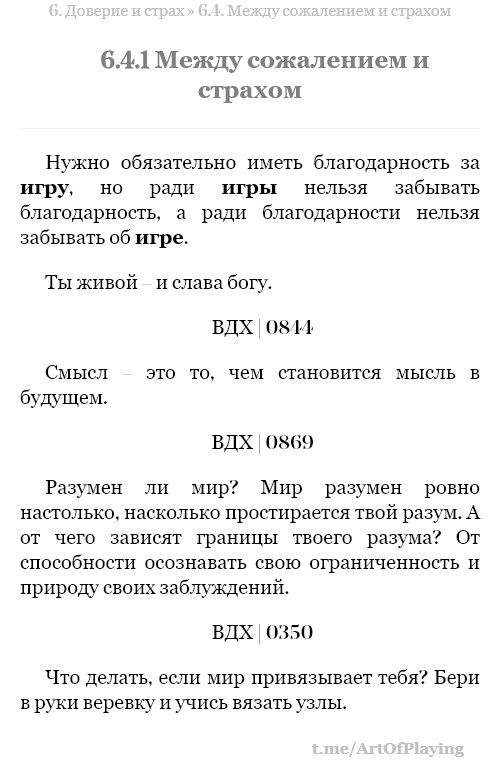 6. Доверие и страх » 6.4. Между сожалением и страхом
6.4.1 Между сожалением и
страхом
Нужно обязательно иметь благодарность за
игру, но ради игры нельзя забывать
благодарность, а ради благодарности нельзя
забывать об игре.
Ты живой – и слава богу.
ВДХ | 0844
Смысл – это то, чем становится мысль в
будущем.
ВДХ | 0869
Разумен ли мир? Мир разумен ровно
настолько, насколько простирается твой разум. А
от чего зависят границы твоего разума? От
способности осознавать свою ограниченность и
природу своих заблуждений.
ВДХ | 0350
Что делать, если мир привязывает тебя? Бери
в руки веревку и учись вязать узлы.
t.me/ArtOfPlaying